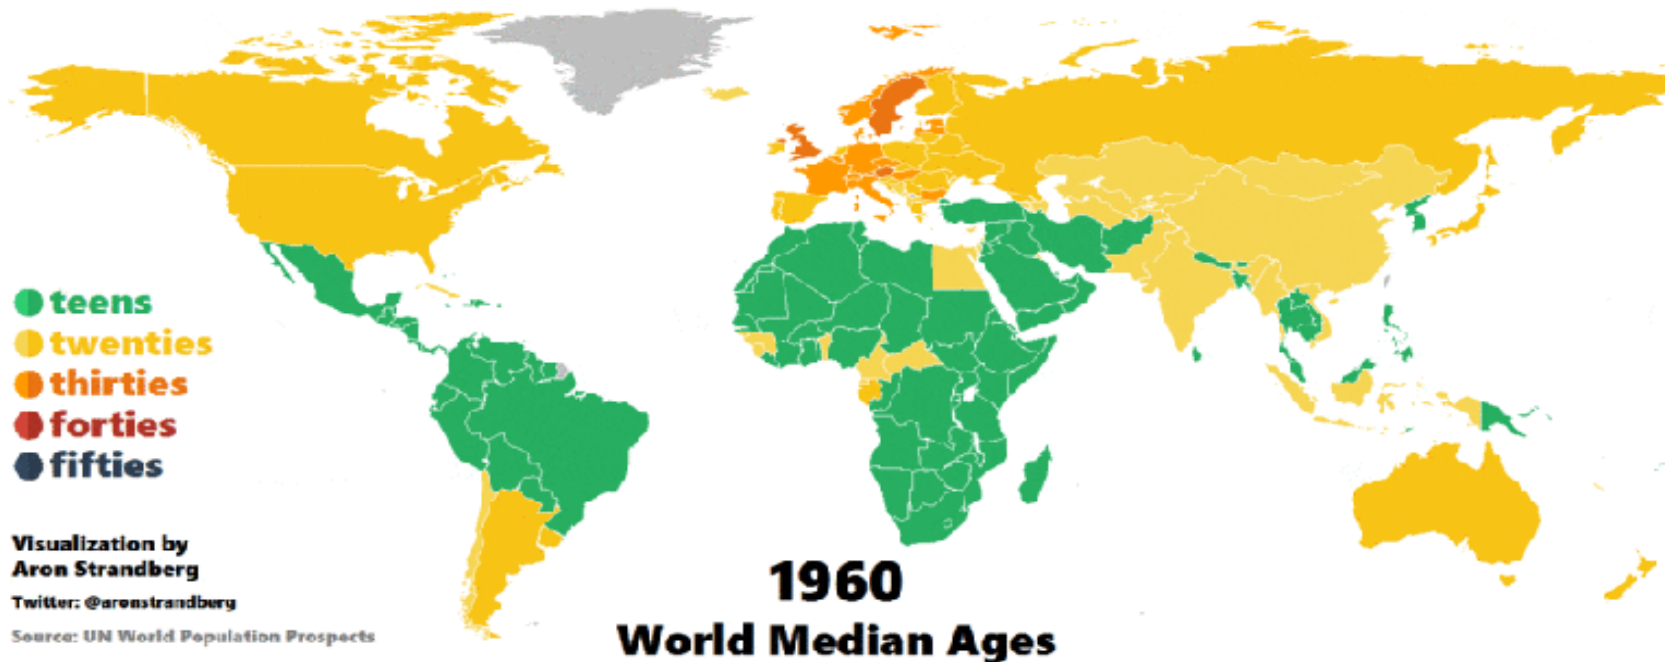 teens
twenties
thirties
forties
fifties
Visualization by
Aron Strandberg
Twitter: @aronstrandberg
Source: UN World Population Prospects
1960
World Median Ages